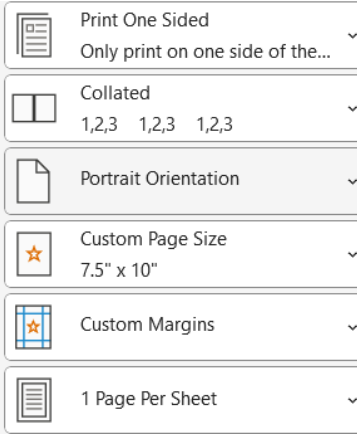 Print One Sided
Only print on one side of the...
Collated
1,2,3 1,2,3 1,2,3
Portrait Orientation
Custom Page Size
7.5" x 10"
Custom Margins
1 Page Per Sheet